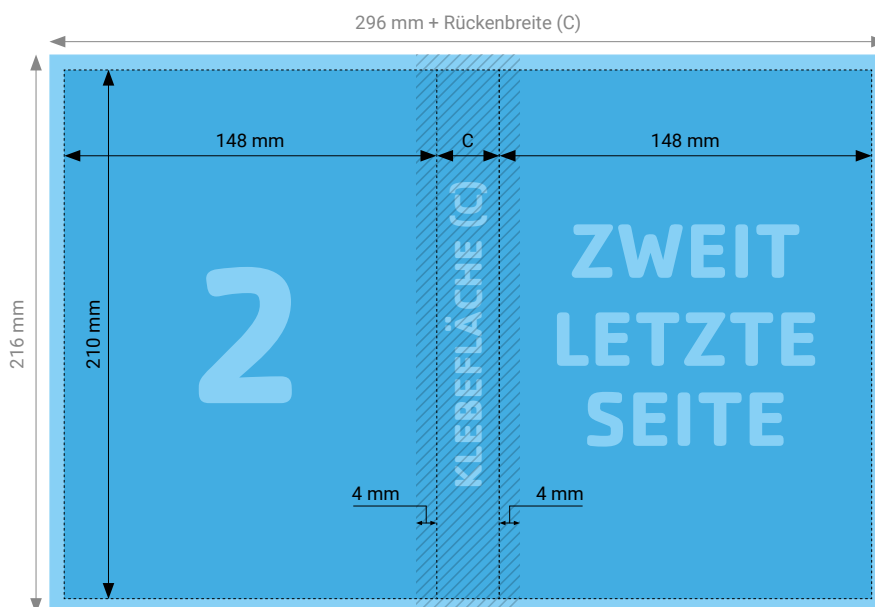 296 mm + Rückenbreite (C)
148 mm
C
148 mm
216 mm
210 mm
2
KLEBEFLÄCHE (C)
ZWEIT
LETZTE
SEITE
4 mm
4 mm